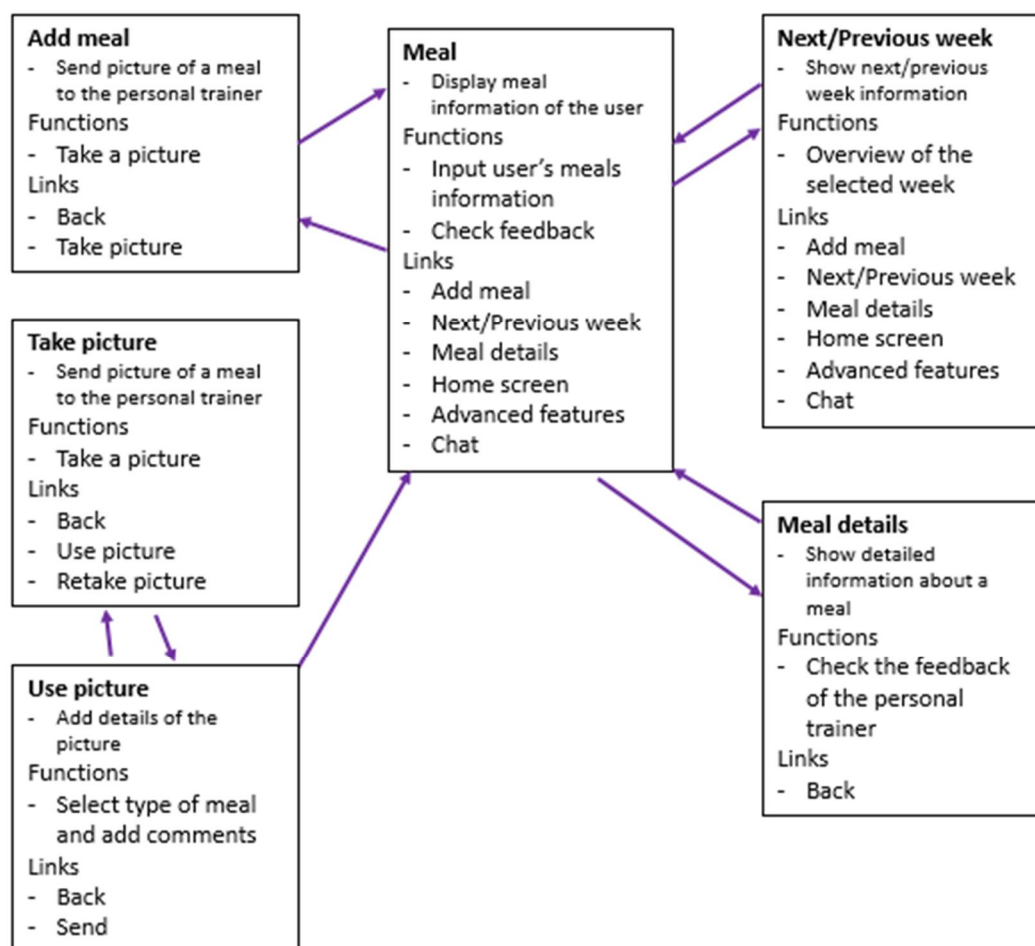 Add meal
- Send picture of a meal
to the personal trainer
Functions
- Take a picture
Links
- Back
- Take picture
Take picture
- Send picture of a meal
to the personal trainer
Functions
- Take a picture
Links
- Back
- Use picture
- Retake picture
Use picture
- Add details of the
picture
Functions
- Select type of meal
and add comments
Links
- Back
- Send
Meal
- Display meal
information of the user
Functions
- Input user's meals
information
- Check feedback
Links
- Add meal
- Next/Previous week
- Meal details
- Home screen
- Advanced features
- Chat
Next/Previous week
- Show next/previous
week information
Functions
- Overview of the
selected week
Links
- Add meal
- Next/Previous week
- Meal details
- Home screen
- Advanced features
- Chat
Meal details
- Show detailed
information about a
meal
Functions
- Check the feedback
of the personal
trainer
Links
- Back